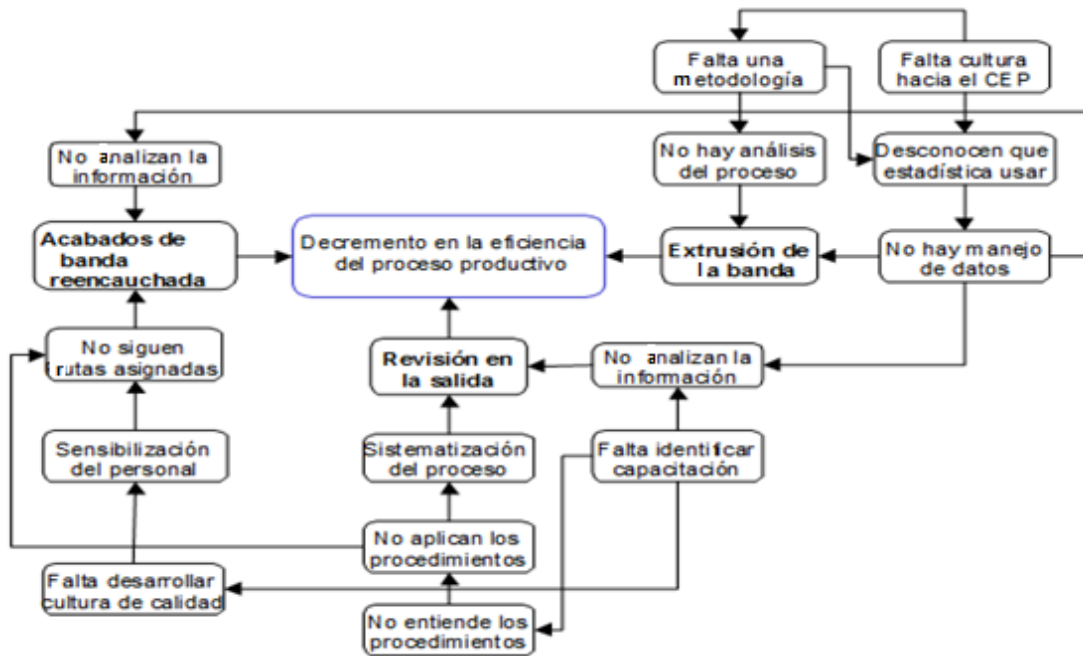 Falta una
metodología
Falta cultura
hacia el CEP
No analizan la
información
No hay análisis
del proceso
Desconocen que
estadística usar
Acabados de
banda
reencauchada
Decremento en la eficiencia
del proceso productivo
Extrusión de
la banda
No hay manejo
de datos
No siguen
rutas asignadas
Revisión en
la salida
No analizan la
información
Sensibilización
del personal
Sistematización
del proceso
Falta identificar
capacitación
No aplican los
procedimientos
Falta desarrollar
cultura de calidad
No entiende los
procedimientos